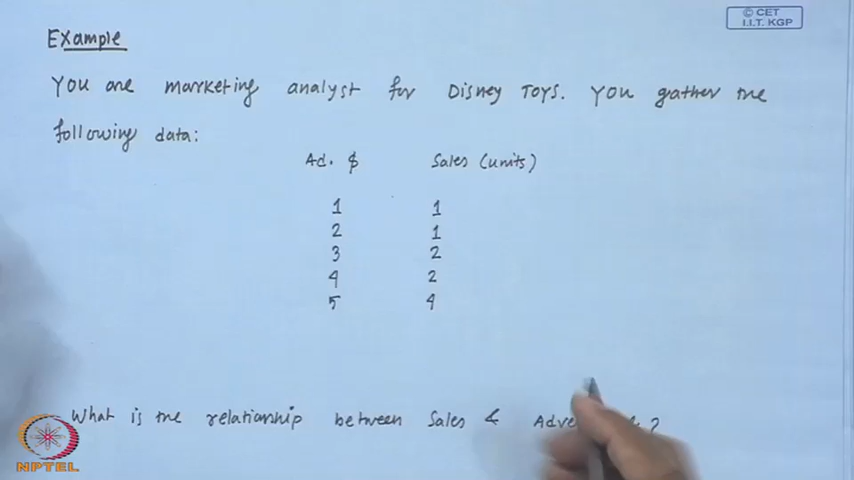 © CET
I.I.T. KGP
Example
You are marketing analyst for Disney Toys. You gather the
following data:
Ad. $ Sales (units)
1 1
2 1
3 2
4 2
5 4
What is the relationship between Sales & ?
NPTEL